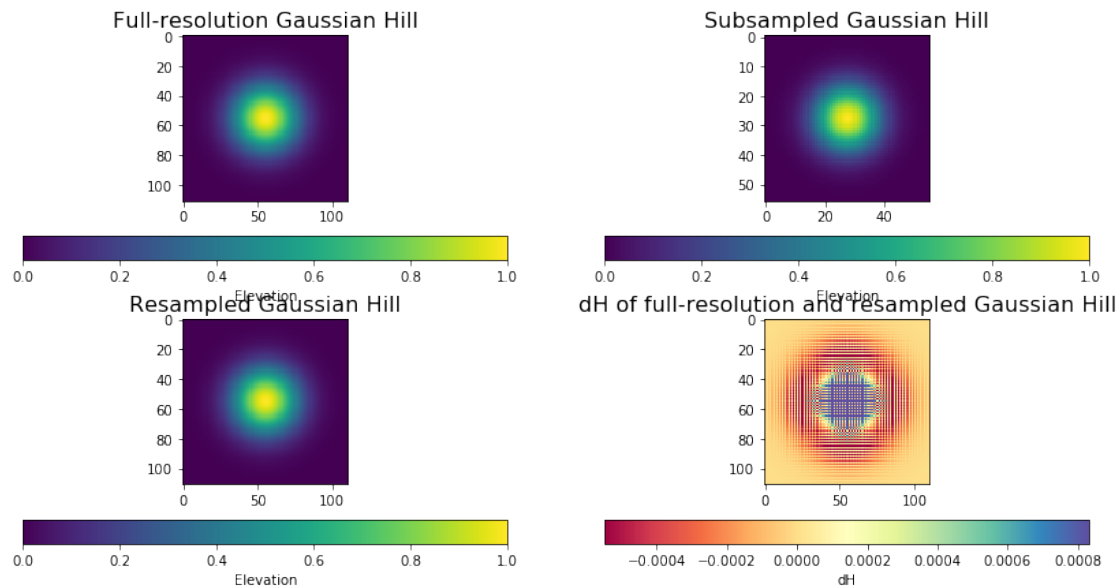 Full-resolution Gaussian Hill
0
20
40
60
80
100
0 50 100
0.0 0.2 0.4 0.6 0.8 1.0
Elevation
Subsampled Gaussian Hill
0
10
20
30
40
50
0 20 40
0.0 0.2 0.4 0.6 0.8 1.0
Elevation
Resampled Gaussian Hill
0
20
40
60
80
100
0 50 100
0.0 0.2 0.4 0.6 0.8 1.0
Elevation
dH of full-resolution and resampled Gaussian Hill
0
20
40
60
80
100
0 50 100
−0.0004 −0.0002 0.0000 0.0002 0.0004 0.0006 0.0008
dH